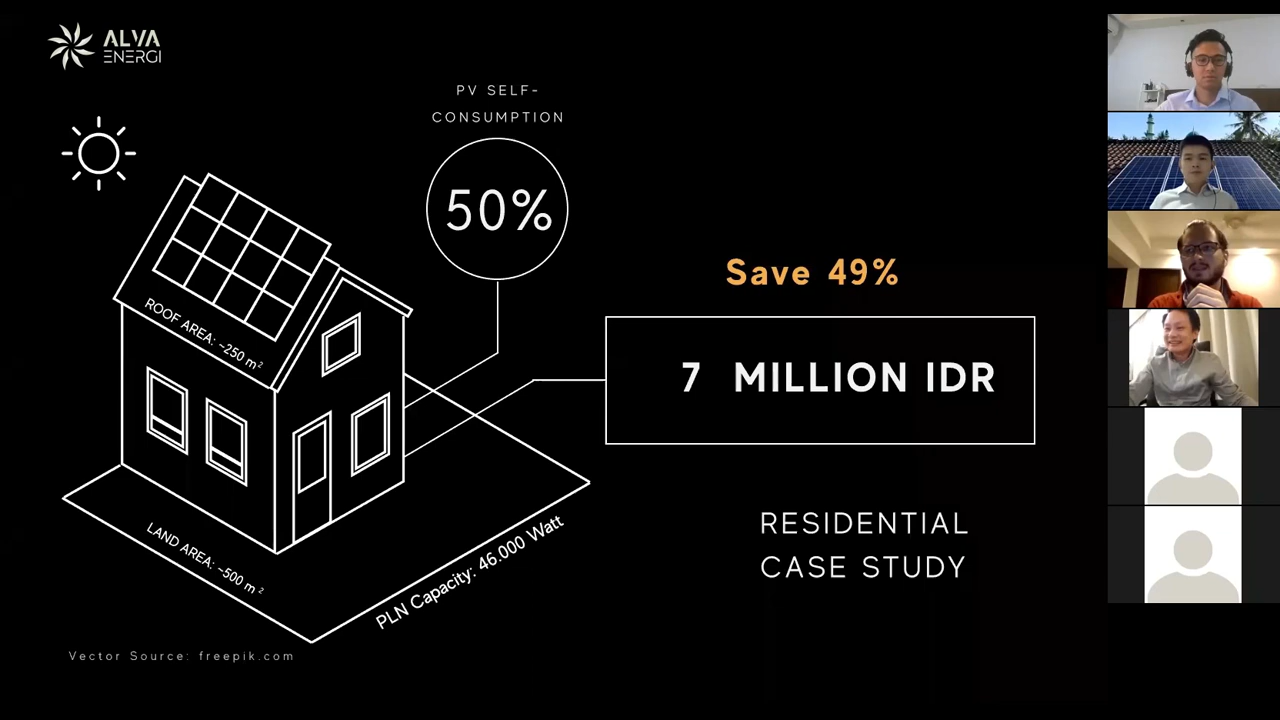 ALVA
ENERGI
PV SELF-
CONSUMPTION
50%
Save 49%
7 MILLION IDR
ROOF AREA: ~250 m²
LAND AREA: ~500 m²
PLN Capacity: 46.000 Watt
RESIDENTIAL
CASE STUDY
Vector Source: freepik.com